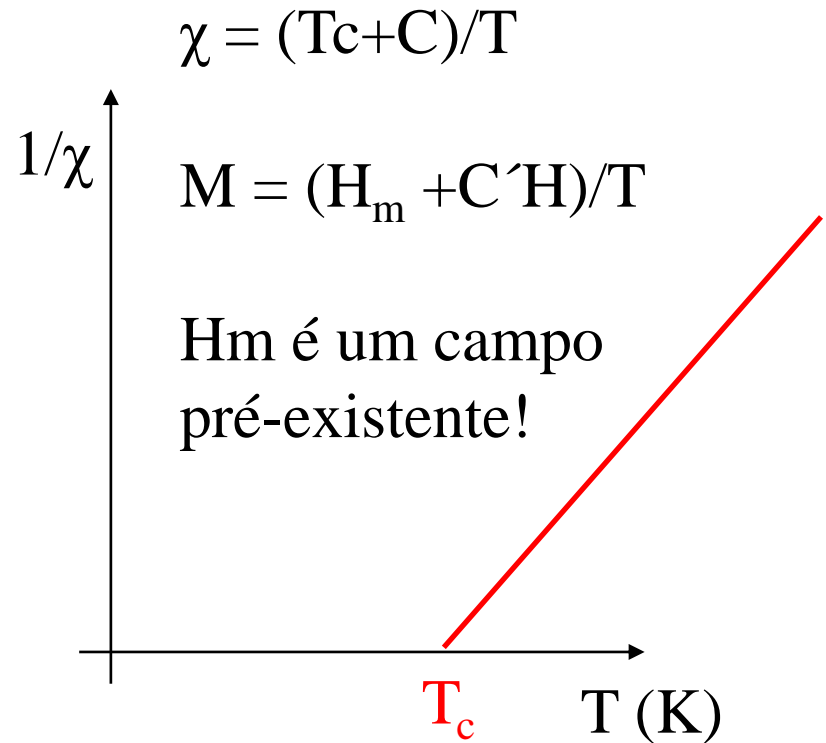 χ = (Tc+C)/T
1/χ
M = (Hm +C´H)/T
Hm é um campo
pré-existente!
Tc
T (K)